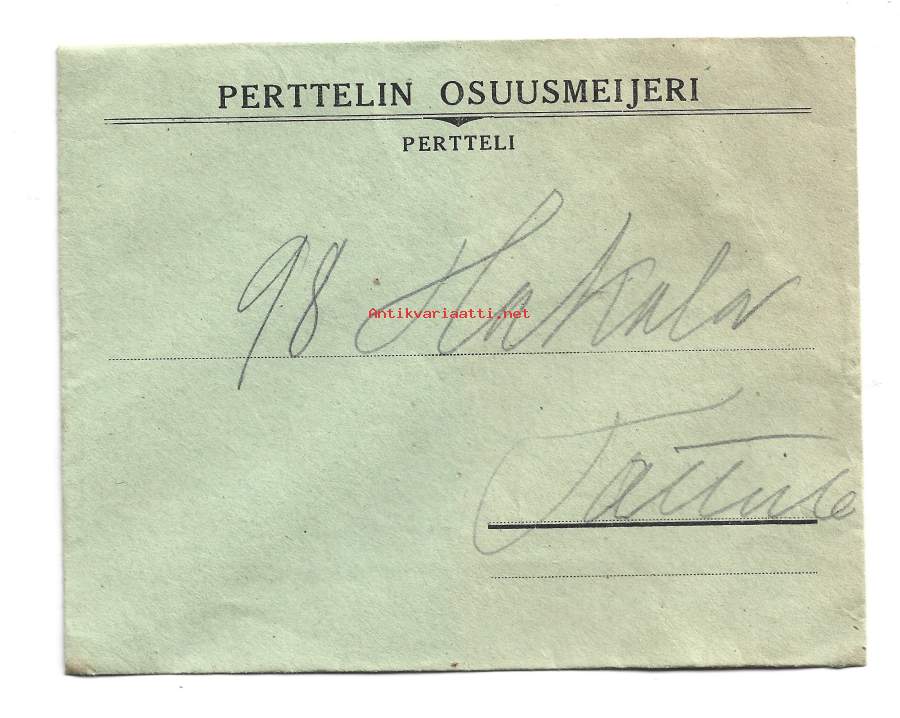 PERTTELIN OSUUSMEIJERI
PERTTELI
98 Hakala
Antikvariaatti.net